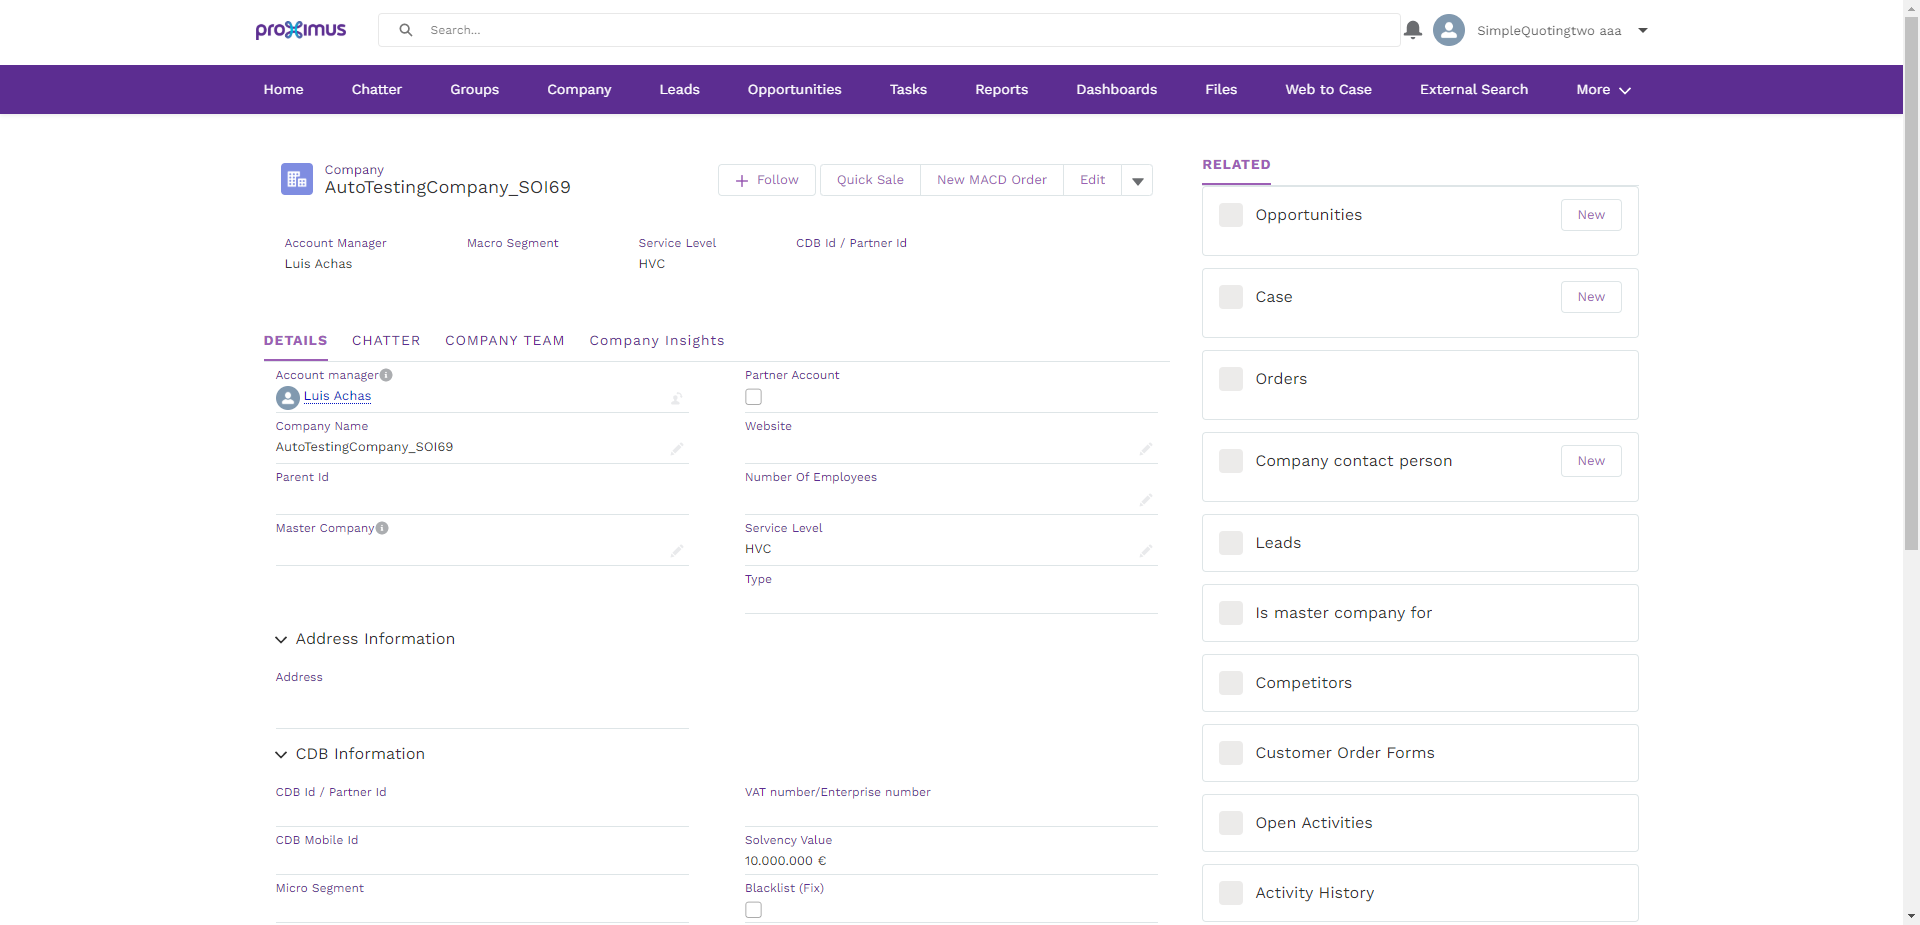 proximus
Search...
SimpleQuotingtwo aaa
Home
Chatter
Groups
Company
Leads
Opportunities
Tasks
Reports
Dashboards
Files
Web to Case
External Search
More
Company
AutoTestingCompany_SOI69
Follow
Quick Sale
New MACD Order
Edit
Account Manager
Luis Achas
Macro Segment
Service Level
HVC
CDB Id / Partner Id
DETAILS
CHATTER
COMPANY TEAM
Company Insights
Account manager
Luis Achas
Partner Account
Company Name
AutoTestingCompany_SOI69
Website
Parent Id
Number Of Employees
Master Company
Service Level
HVC
Type
Address Information
Address
CDB Information
CDB Id / Partner Id
VAT number/Enterprise number
CDB Mobile Id
Solvency Value
10.000.000 €
Micro Segment
Blacklist (Fix)
RELATED
Opportunities
New
Case
New
Orders
Company contact person
New
Leads
Is master company for
Competitors
Customer Order Forms
Open Activities
Activity History